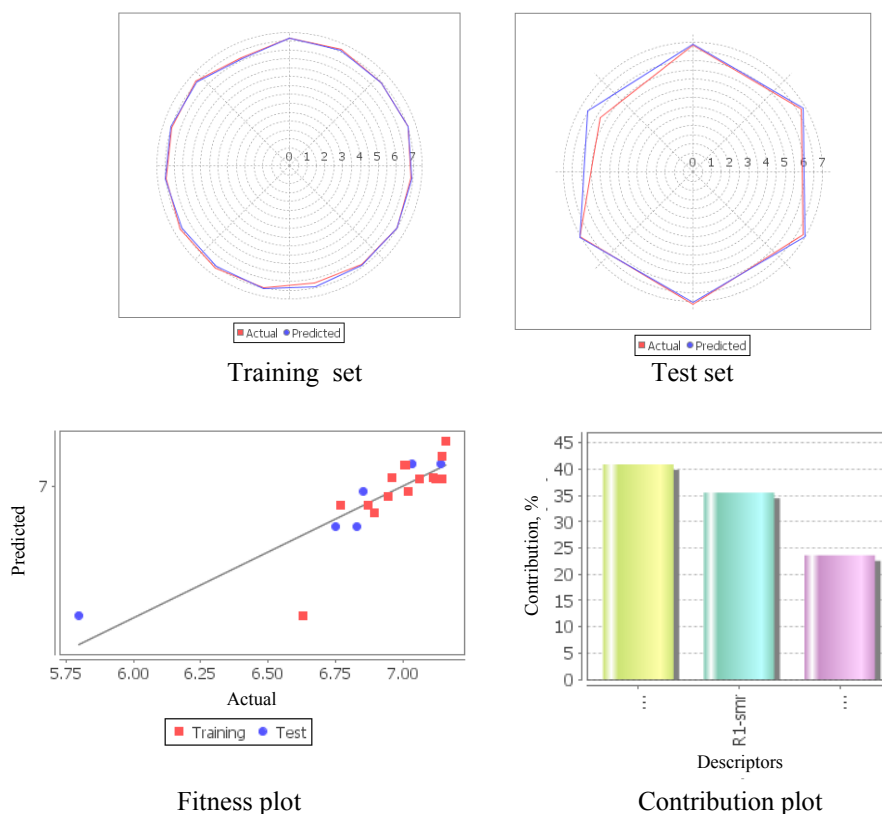 0 1 2 3 4 5 6 7
0 1 2 3 4 5 6 7
Actual Predicted
Actual Predicted
Training set
Test set
7
Predicted
5.75 6.00 6.25 6.50 6.75 7.00
Actual
Training Test
Fitness plot
45
40
35
30
25
20
15
10
5
0
Contribution, %
...
R1-smr
...
Descriptors
Contribution plot